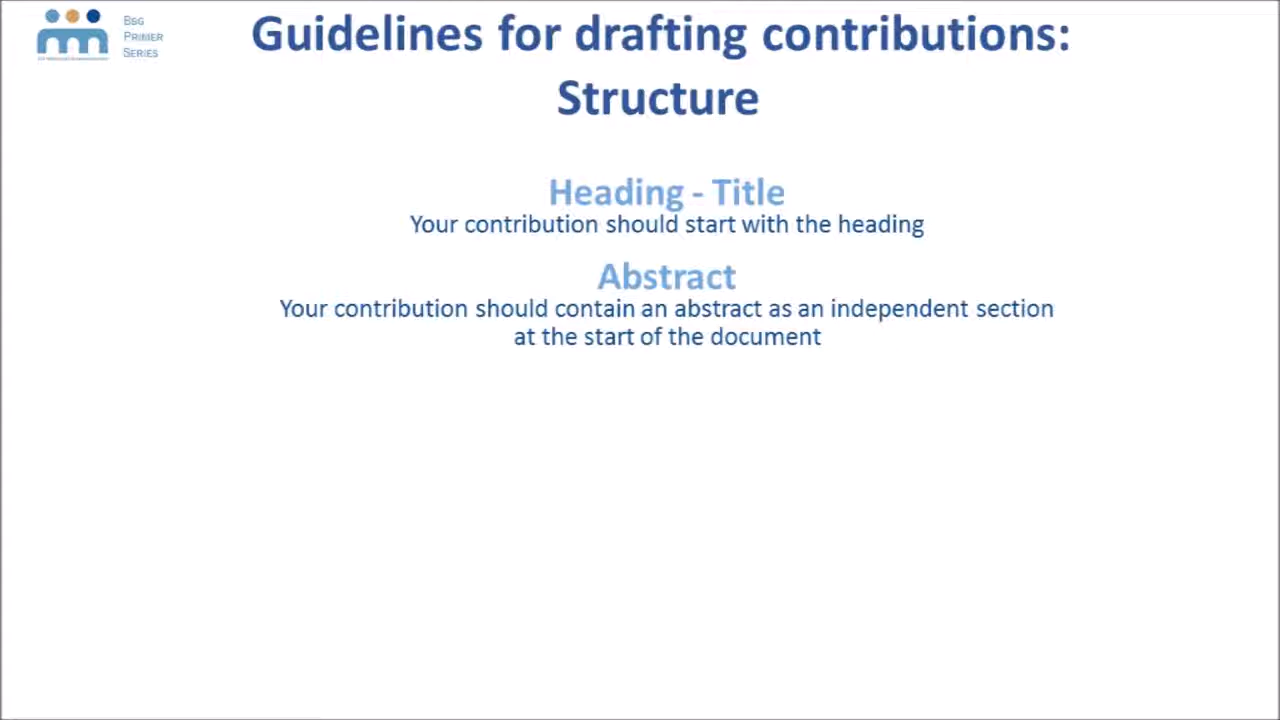 BSG
PRIMER
SERIES
Guidelines for drafting contributions:
Structure
Heading - Title
Your contribution should start with the heading
Abstract
Your contribution should contain an abstract as an independent section
at the start of the document